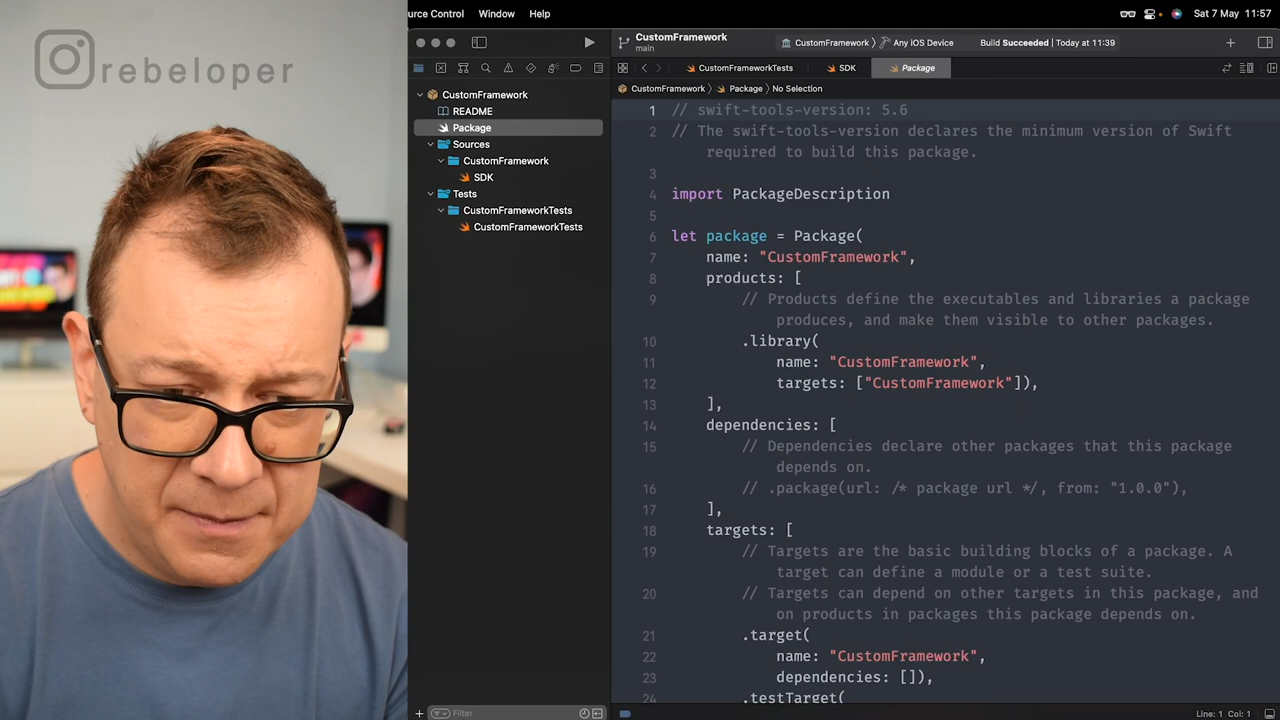 rebeloper
urce Control Window Help
Sat 7 May 11:57
CustomFramework
main
CustomFramework
Any iOS Device
Build Succeeded | Today at 11:39
CustomFrameworkTests
SDK
Package
CustomFramework
Package
No Selection
CustomFramework
README
Package
Sources
CustomFramework
SDK
Tests
CustomFrameworkTests
CustomFrameworkTests
1 // swift-tools-version: 5.6
2 // The swift-tools-version declares the minimum version of Swift
required to build this package.
3
4 import PackageDescription
5
6 let package = Package(
7 name: "CustomFramework",
8 products: [
9 // Products define the executables and libraries a package
produces, and make them visible to other packages.
10 .library(
11 name: "CustomFramework",
12 targets: ["CustomFramework"]),
13 ],
14 dependencies: [
15 // Dependencies declare other packages that this package
depends on.
16 // .package(url: /* package url */, from: "1.0.0"),
17 ],
18 targets: [
19 // Targets are the basic building blocks of a package. A
target can define a module or a test suite.
20 // Targets can depend on other targets in this package, and
on products in packages this package depends on.
21 .target(
22 name: "CustomFramework",
23 dependencies: []),
24 .testTarget(
Filter
Line: 1 Col: 1